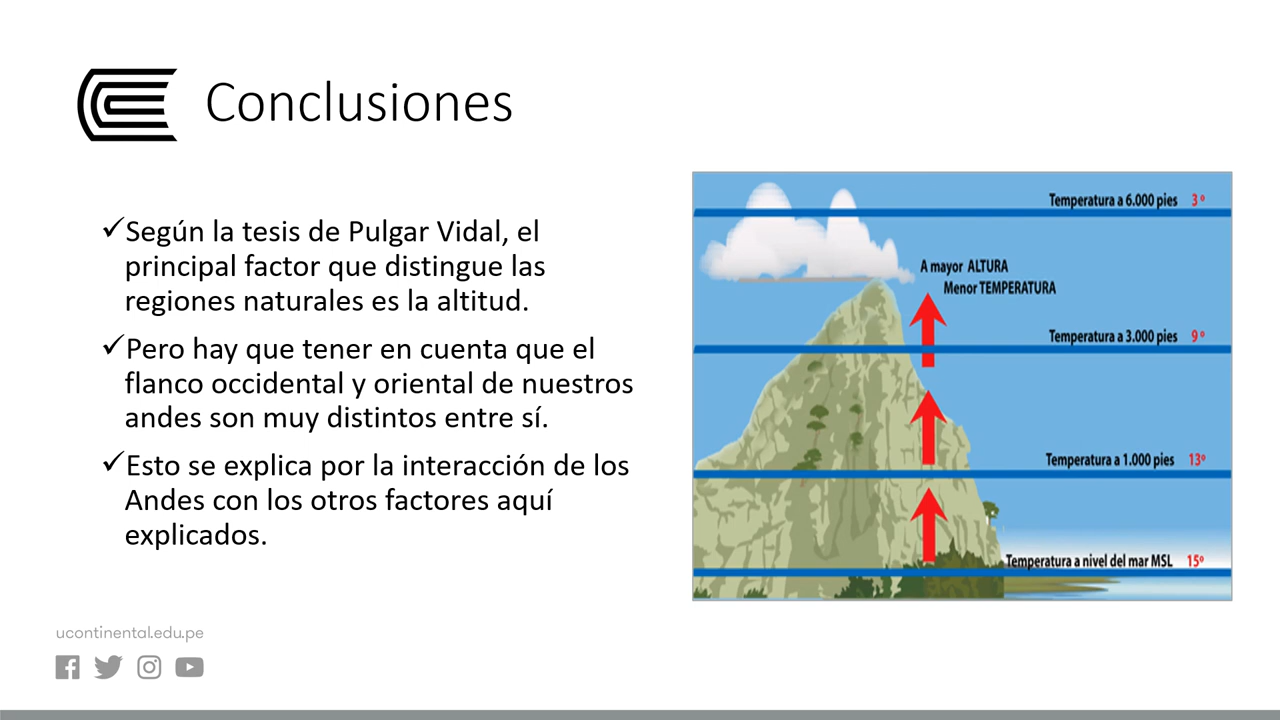 Conclusiones
✓Según la tesis de Pulgar Vidal, el
principal factor que distingue las
regiones naturales es la altitud.
✓Pero hay que tener en cuenta que el
flanco occidental y oriental de nuestros
andes son muy distintos entre sí.
✓Esto se explica por la interacción de los
Andes con los otros factores aquí
explicados.
Temperatura a 6.000 pies 3º
A mayor ALTURA
Menor TEMPERATURA
Temperatura a 3.000 pies 9º
Temperatura a 1.000 pies 13º
Temperatura a nivel del mar MSL 15º
ucontinental.edu.pe